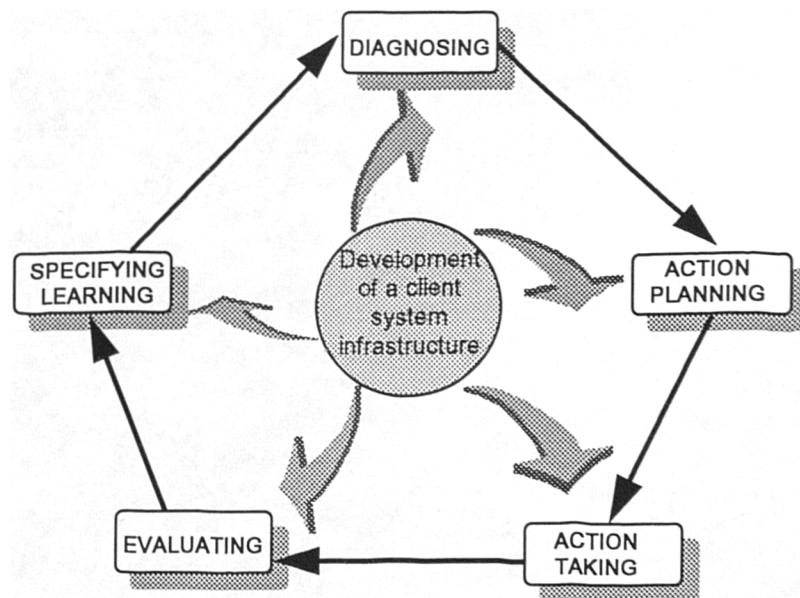 DIAGNOSING
SPECIFYING
LEARNING
Development
of a client
system
infrastructure
ACTION
PLANNING
EVALUATING
ACTION
TAKING